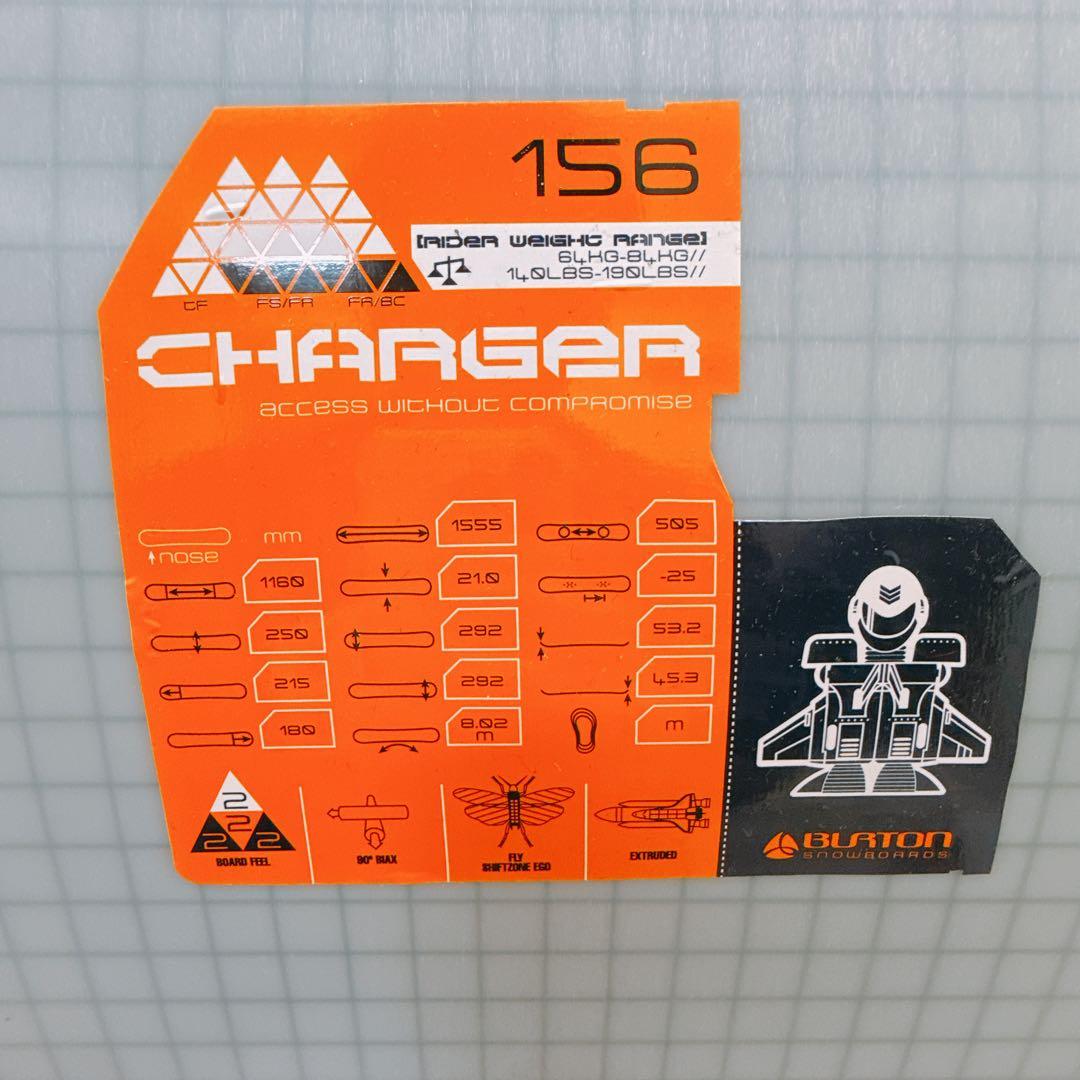 156
[RIDER WEIGHT RANGE]
64KG-84KG//
140LBS-190LBS//
TF FS/FR FR/BC
CHARGER
ACCESS WITHOUT COMPROMISE
NOSE mm 1555 505
1160 21.0 -25
250 292 53.2
215 292 45.3
180 8.02 M M
2
2
2 2
BOARD FEEL
90° BIAX
FLY
SHIFTZONE EGD
EXTRUDED
BURTON
SNOWBOARDS